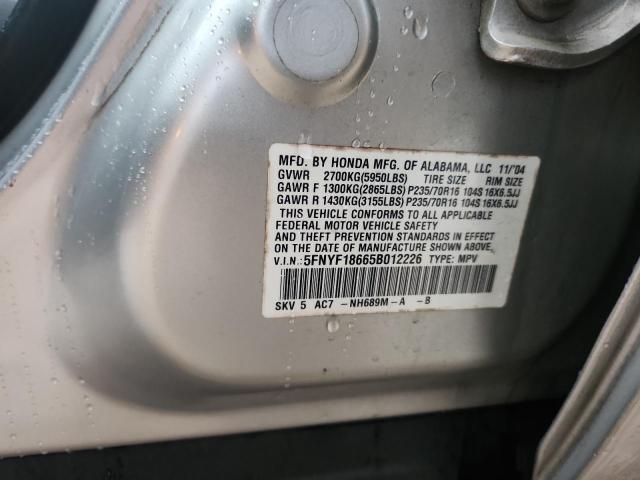 MFD. BY HONDA MFG. OF ALABAMA, LLC 11/'04
GVWR 2700KG(5950LBS) TIRE SIZE RIM SIZE
GAWR F 1300KG(2865LBS) P235/70R16 104S 16X6.5JJ
GAWR R 1430KG(3155LBS) P235/70R16 104S 16X6.5JJ
THIS VEHICLE CONFORMS TO ALL APPLICABLE
FEDERAL MOTOR VEHICLE SAFETY
AND THEFT PREVENTION STANDARDS IN EFFECT
ON THE DATE OF MANUFACTURE SHOWN ABOVE.
V.I.N.: 5FNYF18665B012226 TYPE: MPV
SKV 5 AC7 -NH689M-A -B